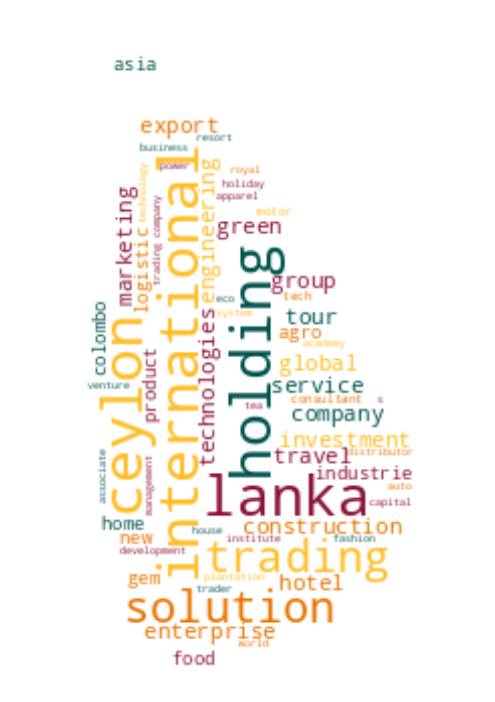 asia
export
resort
business
power
international
technology
engineering
royal
holiday
apparel
marketing
trading company
motor
green
logistic
holding
group
eco
tech
colombo
system
tour
technologies
agro
academy
ceylon
product
global
venture
service
consultant
s
tea
company
investment
travel
distributor
associate
management
industrie
lanka
auto
capital
home
construction
new
house
institute
fashion
development
trading
gem
plantation
hotel
trader
solution
enterprise
world
food